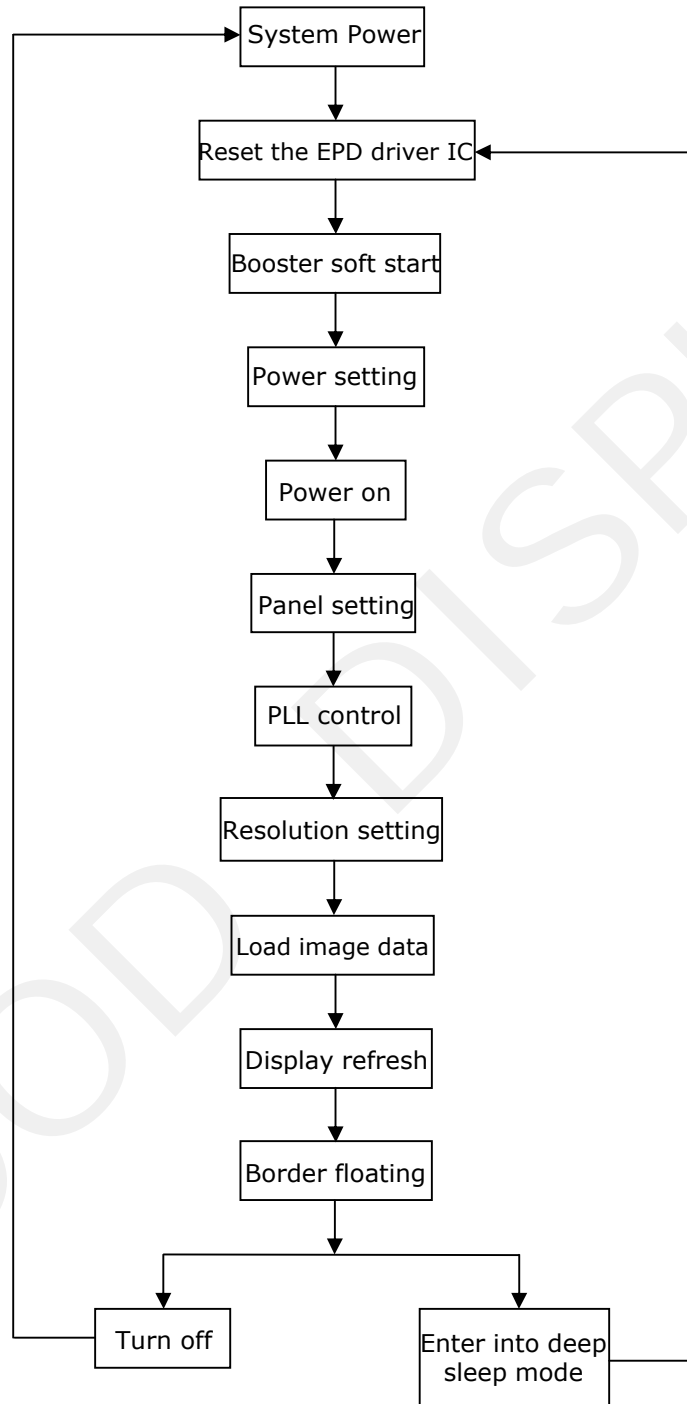 System Power
Reset the EPD driver IC
Booster soft start
Power setting
Power on
Panel setting
PLL control
Resolution setting
Load image data
Display refresh
Border floating
Turn off
Enter into deep
sleep mode